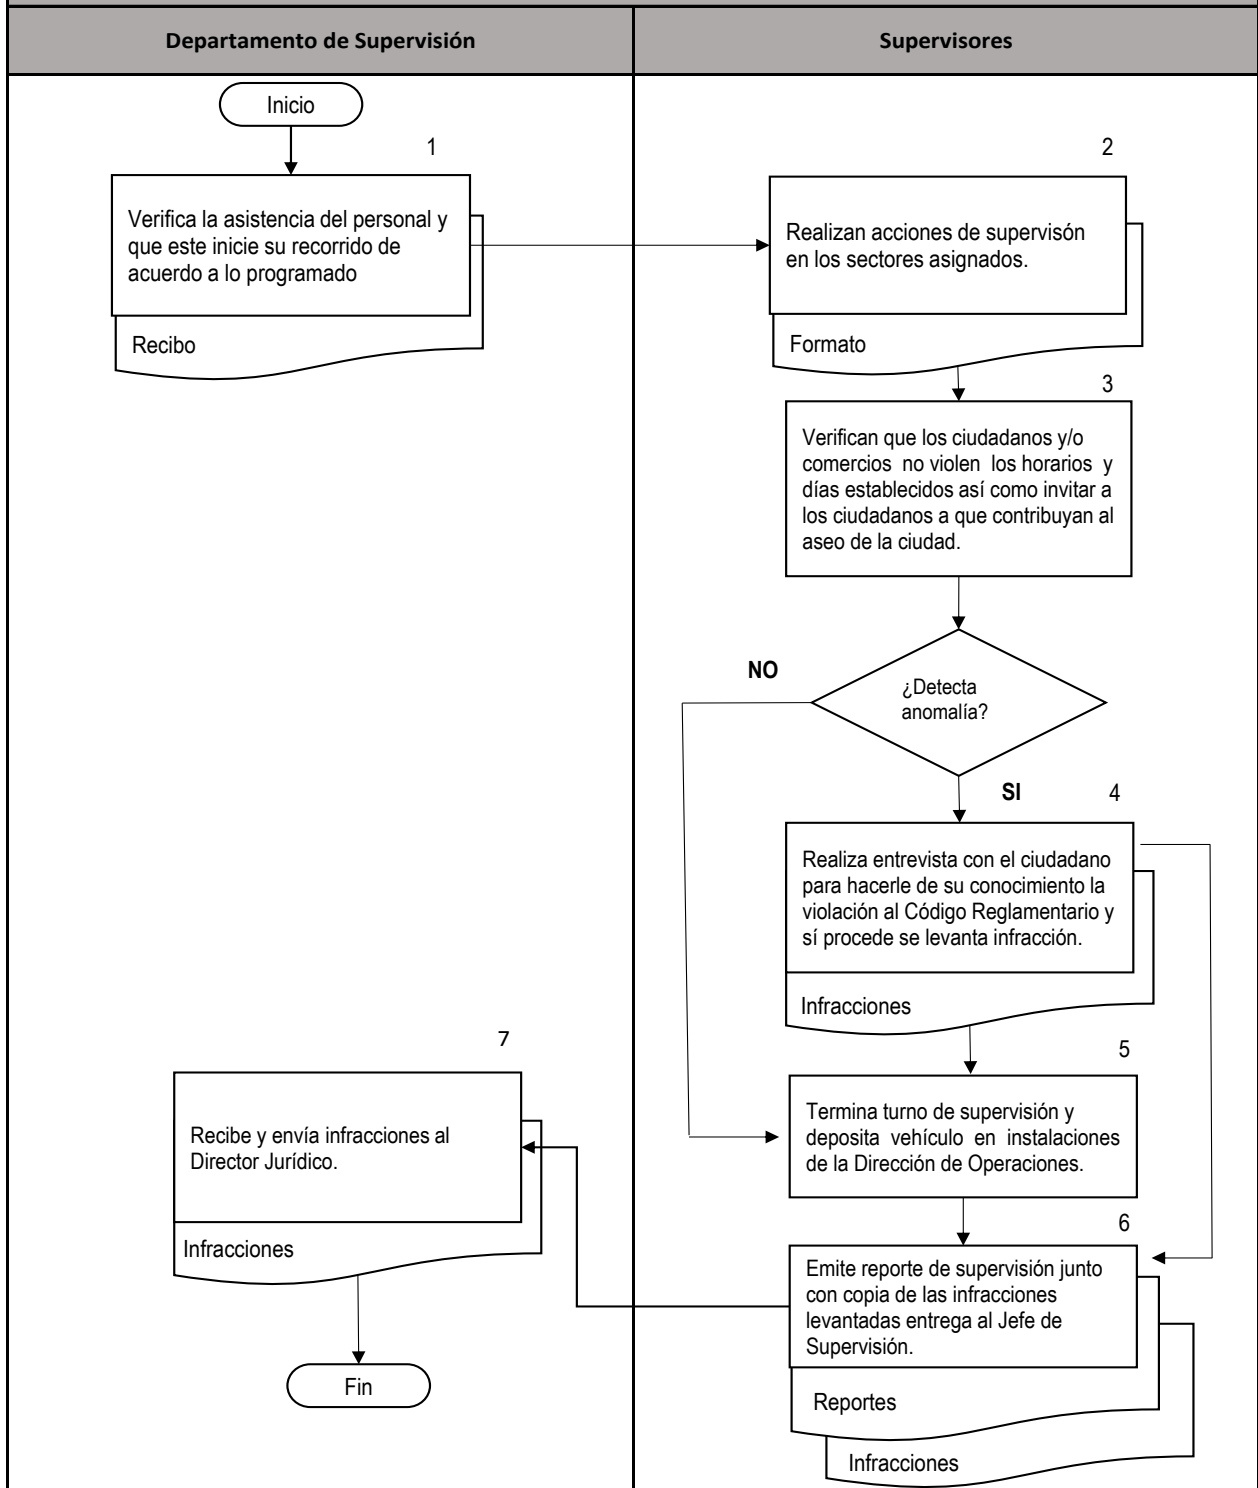 Departamento de Supervisión
Supervisores
Inicio
1
Verifica la asistencia del personal y
que este inicie su recorrido de
acuerdo a lo programado
Recibo
2
Realizan acciones de supervisón
en los sectores asignados.
Formato
3
Verifican que los ciudadanos y/o
comercios no violen los horarios y
días establecidos así como invitar a
los ciudadanos a que contribuyan al
aseo de la ciudad.
¿Detecta
anomalía?
NO
SI
4
Realiza entrevista con el ciudadano
para hacerle de su conocimiento la
violación al Código Reglamentario y
sí procede se levanta infracción.
Infracciones
5
Termina turno de supervisión y
deposita vehículo en instalaciones
de la Dirección de Operaciones.
6
Emite reporte de supervisión junto
con copia de las infracciones
levantadas entrega al Jefe de
Supervisión.
Reportes
Infracciones
7
Recibe y envía infracciones al
Director Jurídico.
Infracciones
Fin